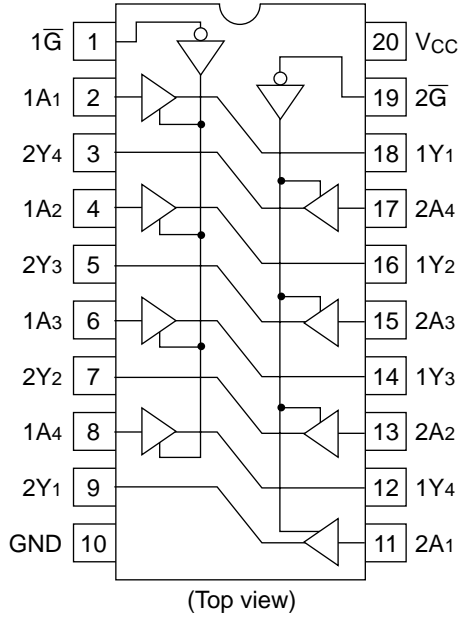 1G̅ 1 20 VCC
1A1 2 19 2G̅
2Y4 3 18 1Y1
1A2 4 17 2A4
2Y3 5 16 1Y2
1A3 6 15 2A3
2Y2 7 14 1Y3
1A4 8 13 2A2
2Y1 9 12 1Y4
GND 10 11 2A1
(Top view)